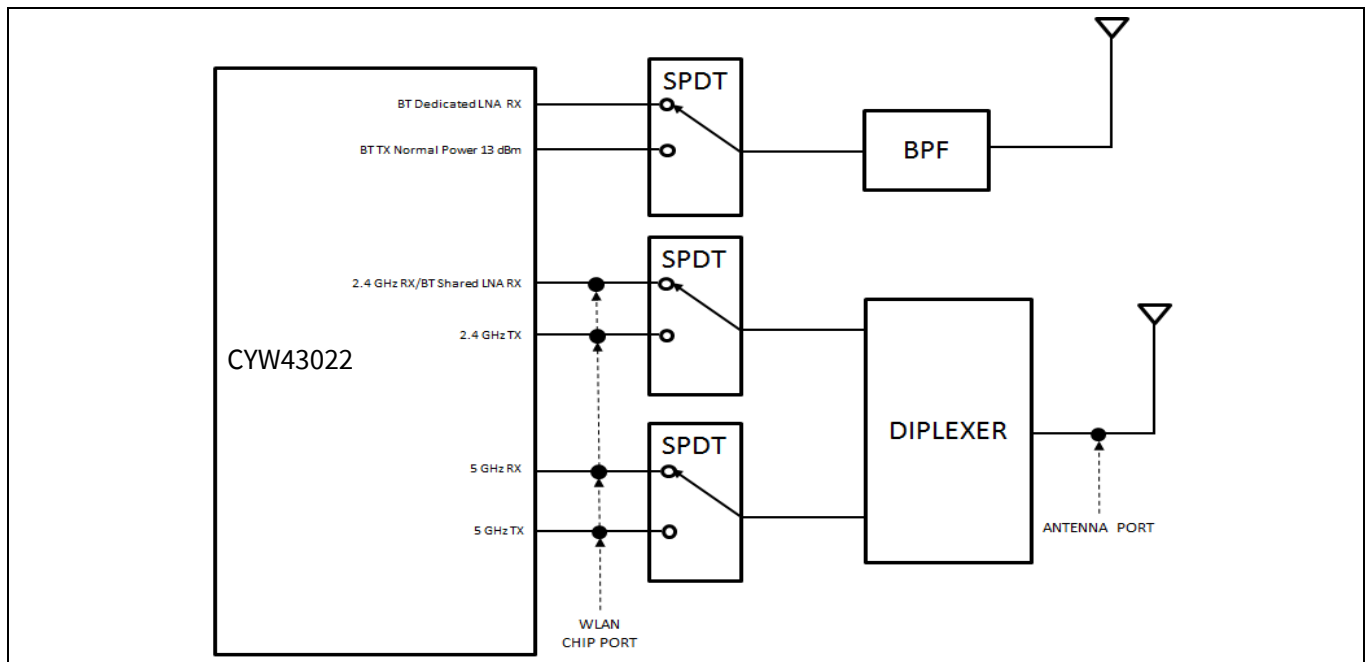 SPDT
BT Dedicated LNA RX
BT TX Normal Power 13 dBm
BPF
SPDT
2.4 GHz RX/BT Shared LNA RX
2.4 GHz TX
CYW43022
DIPLEXER
SPDT
5 GHz RX
5 GHz TX
ANTENNA PORT
WLAN
CHIP PORT